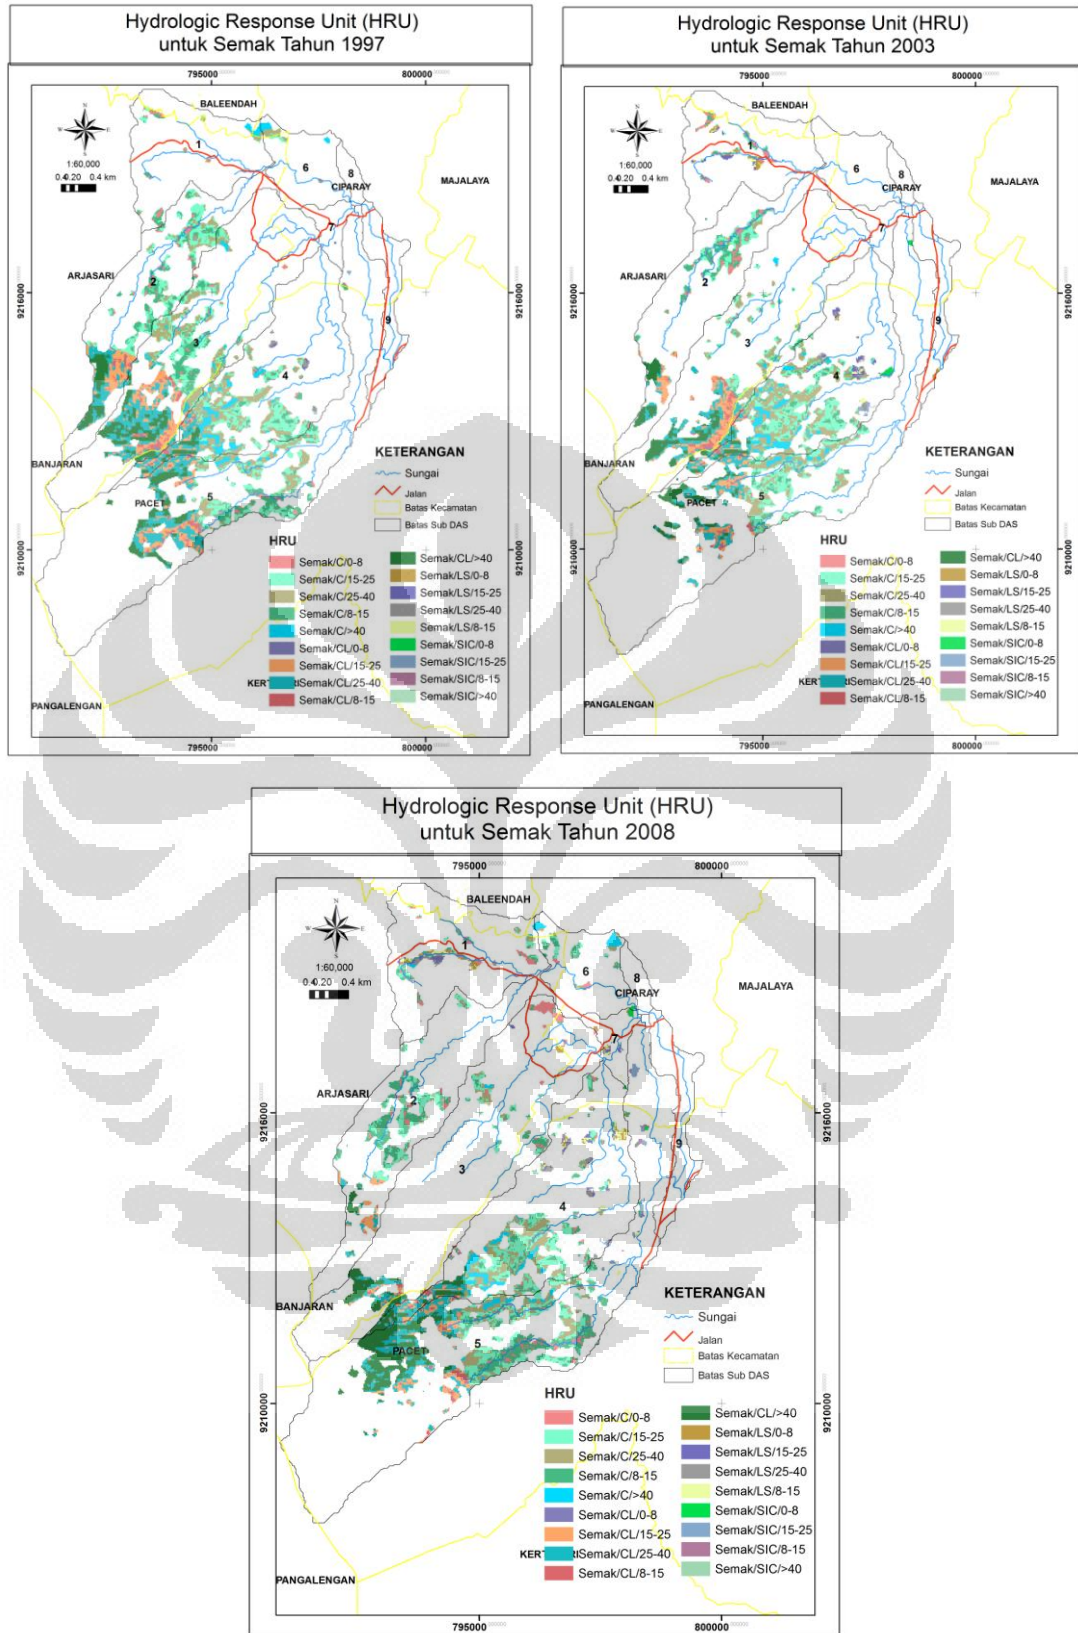 Hydrologic Response Unit (HRU)
untuk Semak Tahun 1997
795000
800000
BALEENDAH
N
W E
S
1:60,000
0.40.20 0.4 km
1
6
8
CIPARAY
MAJALAYA
7
ARJASARI
2
9216000
9216000
9
3
4
KETERANGAN
Sungai
Jalan
Batas Kecamatan
Batas Sub DAS
BANJARAN
PACET
5
9210000
9210000
HRU
Semak/C/0-8
Semak/C/15-25
Semak/C/25-40
Semak/C/8-15
Semak/C/>40
Semak/CL/0-8
Semak/CL/15-25
Semak/CL/25-40
Semak/CL/8-15
Semak/CL/>40
Semak/LS/0-8
Semak/LS/15-25
Semak/LS/25-40
Semak/LS/8-15
Semak/SIC/0-8
Semak/SIC/15-25
Semak/SIC/8-15
Semak/SIC/>40
PANGALENGAN
795000
800000
Hydrologic Response Unit (HRU)
untuk Semak Tahun 2003
795000
800000
BALEENDAH
N
W E
S
1:60,000
0.40.20 0.4 km
1
6
8
CIPARAY
MAJALAYA
7
ARJASARI
2
9216000
9216000
9
3
4
KETERANGAN
Sungai
Jalan
Batas Kecamatan
Batas Sub DAS
BANJARAN
PACET
5
9210000
9210000
HRU
Semak/C/0-8
Semak/C/15-25
Semak/C/25-40
Semak/C/8-15
Semak/C/>40
Semak/CL/0-8
Semak/CL/15-25
Semak/CL/25-40
Semak/CL/8-15
Semak/CL/>40
Semak/LS/0-8
Semak/LS/15-25
Semak/LS/25-40
Semak/LS/8-15
Semak/SIC/0-8
Semak/SIC/15-25
Semak/SIC/8-15
Semak/SIC/>40
PANGALENGAN
795000
800000
Hydrologic Response Unit (HRU)
untuk Semak Tahun 2008
795000
800000
BALEENDAH
N
W E
S
1:60,000
0.40.20 0.4 km
1
6
8
CIPARAY
MAJALAYA
7
ARJASARI
2
9216000
9216000
9
3
4
KETERANGAN
Sungai
Jalan
Batas Kecamatan
Batas Sub DAS
BANJARAN
PACET
5
9210000
9210000
HRU
Semak/C/0-8
Semak/C/15-25
Semak/C/25-40
Semak/C/8-15
Semak/C/>40
Semak/CL/0-8
Semak/CL/15-25
Semak/CL/25-40
Semak/CL/8-15
Semak/CL/>40
Semak/LS/0-8
Semak/LS/15-25
Semak/LS/25-40
Semak/LS/8-15
Semak/SIC/0-8
Semak/SIC/15-25
Semak/SIC/8-15
Semak/SIC/>40
PANGALENGAN
795000
800000